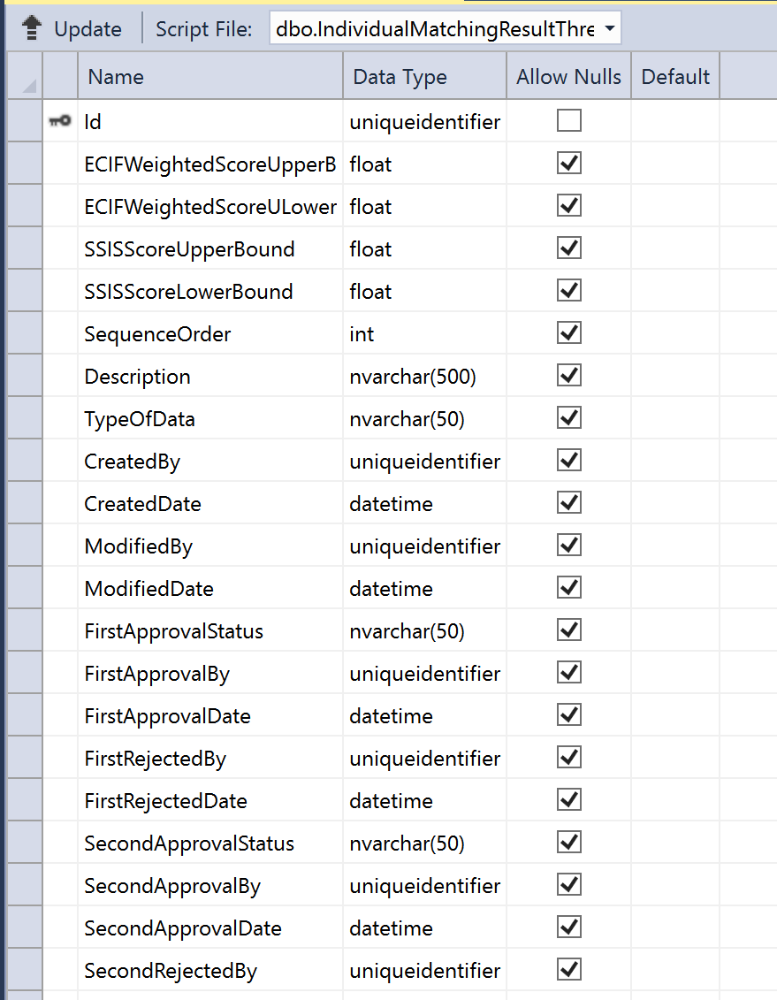 Update Script File: dbo.IndividualMatchingResultThre
Name Data Type Allow Nulls Default
Id uniqueidentifier
ECIFWeightedScoreUpperB float
ECIFWeightedScoreULower float
SSISScoreUpperBound float
SSISScoreLowerBound float
SequenceOrder int
Description nvarchar(500)
TypeOfData nvarchar(50)
CreatedBy uniqueidentifier
CreatedDate datetime
ModifiedBy uniqueidentifier
ModifiedDate datetime
FirstApprovalStatus nvarchar(50)
FirstApprovalBy uniqueidentifier
FirstApprovalDate datetime
FirstRejectedBy uniqueidentifier
FirstRejectedDate datetime
SecondApprovalStatus nvarchar(50)
SecondApprovalBy uniqueidentifier
SecondApprovalDate datetime
SecondRejectedBy uniqueidentifier